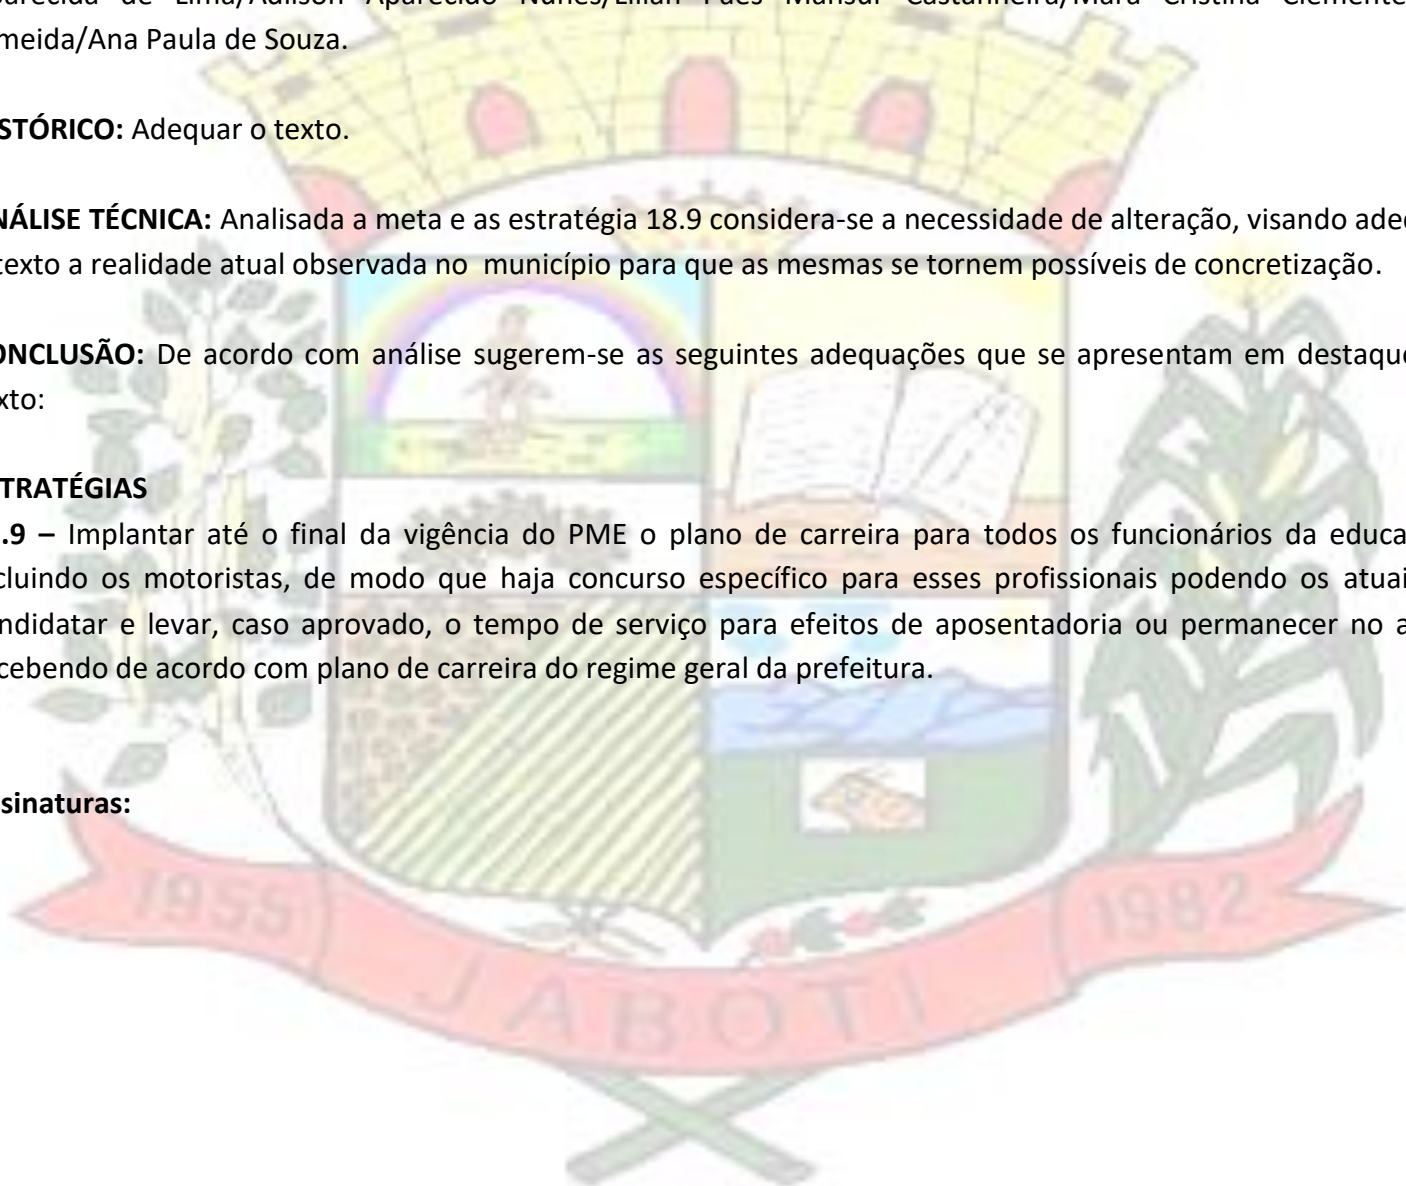 parecida de Lima/Adilson Aparecido Nunes/Lilian Paes Mansur Castanheira/Mara Cristina Clemente
meida/Ana Paula de Souza.
STÓRICO: Adequar o texto.
NÁLISE TÉCNICA: Analisada a meta e as estratégia 18.9 considera-se a necessidade de alteração, visando adeq
texto a realidade atual observada no município para que as mesmas se tornem possíveis de concretização.
ONCLUSÃO: De acordo com análise sugerem-se as seguintes adequações que se apresentam em destaque
xto:
TRATÉGIAS
.9 – Implantar até o final da vigência do PME o plano de carreira para todos os funcionários da educa
cluindo os motoristas, de modo que haja concurso específico para esses profissionais podendo os atuai
ndidatar e levar, caso aprovado, o tempo de serviço para efeitos de aposentadoria ou permanecer no a
cebendo de acordo com plano de carreira do regime geral da prefeitura.
sinaturas:
1955
1982
JABOTI